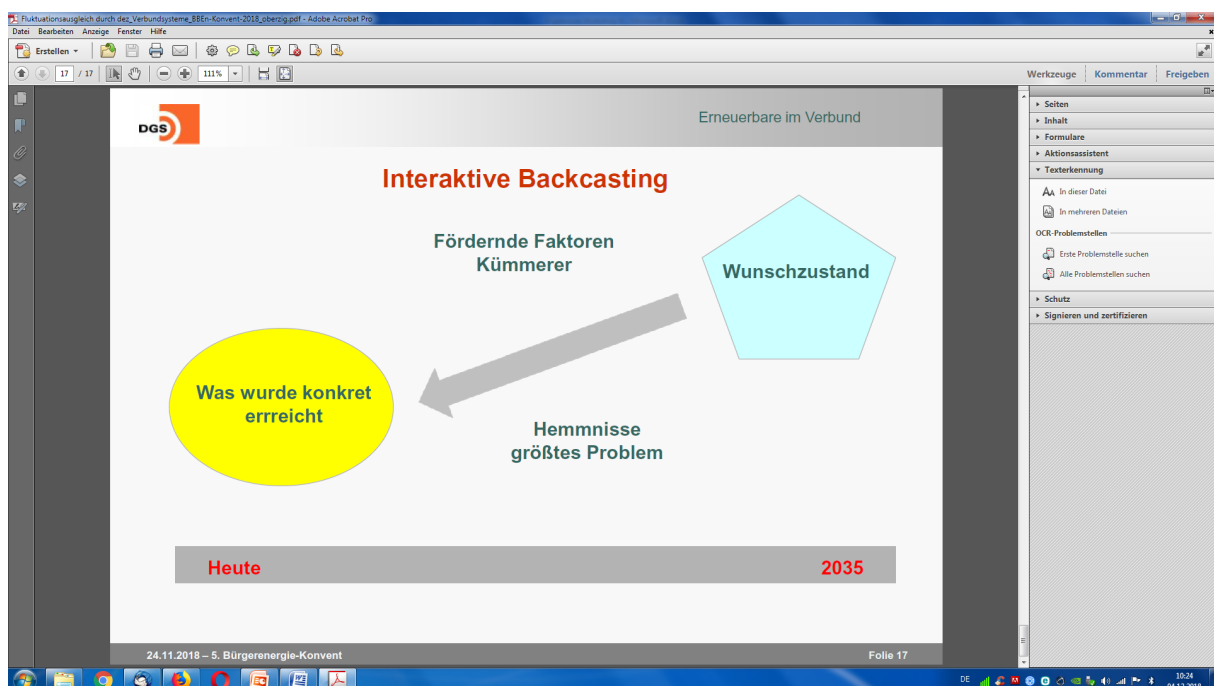 Fluktuationsausgleich durch dez_Verbundsysteme_BBEn-Konvent-2018_oberzig.pdf - Adobe Acrobat Pro
Datei Bearbeiten Anzeige Fenster Hilfe
Erstellen
17 / 17 111% Werkzeuge Kommentar Freigeben
DGS
Erneuerbare im Verbund
Interaktive Backcasting
Fördernde Faktoren
Kümmerer
Wunschzustand
Was wurde konkret
errreicht
Hemmnisse
größtes Problem
Heute 2035
24.11.2018 – 5. Bürgerenergie-Konvent Folie 17
Seiten
Inhalt
Formulare
Aktionsassistent
Texterkennung
In dieser Datei
In mehreren Dateien
OCR-Problemstellen
Erste Problemstelle suchen
Alle Problemstellen suchen
Schutz
Signieren und zertifizieren
DE 10:24
04.12.2018